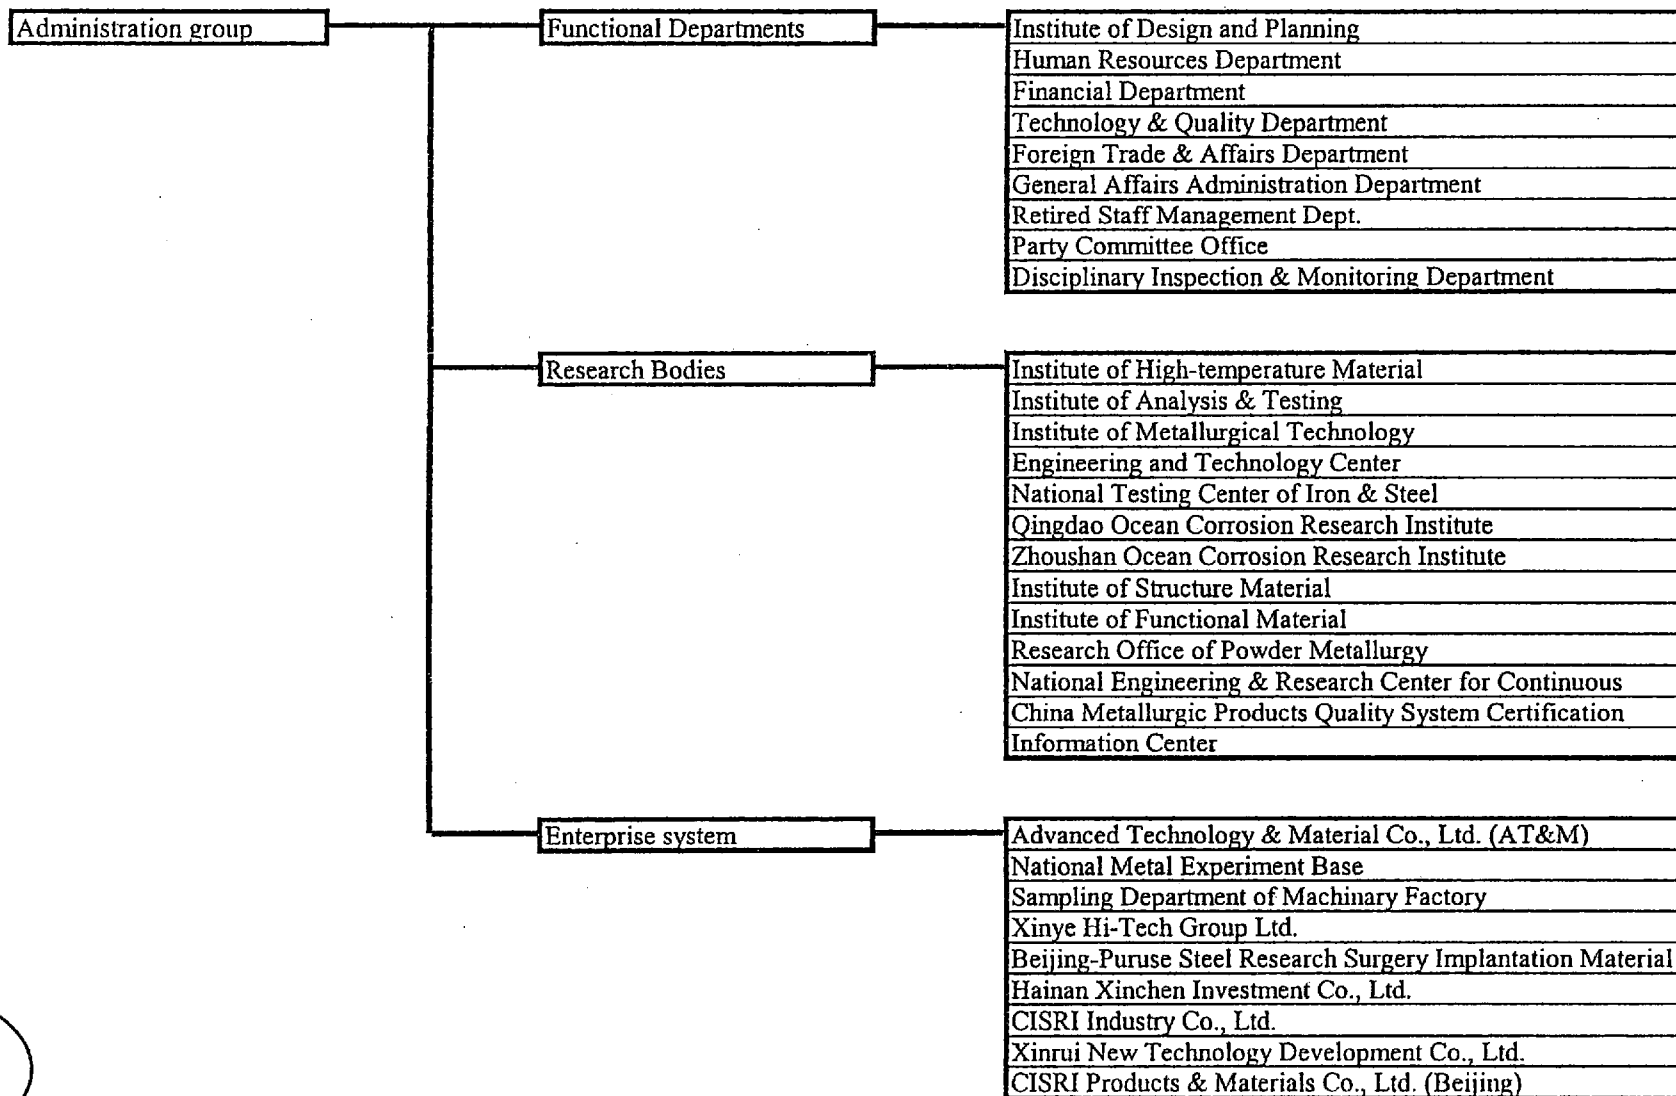 Administration group
Functional Departments
Institute of Design and Planning
Human Resources Department
Financial Department
Technology & Quality Department
Foreign Trade & Affairs Department
General Affairs Administration Department
Retired Staff Management Dept.
Party Committee Office
Disciplinary Inspection & Monitoring Department
Research Bodies
Institute of High-temperature Material
Institute of Analysis & Testing
Institute of Metallurgical Technology
Engineering and Technology Center
National Testing Center of Iron & Steel
Qingdao Ocean Corrosion Research Institute
Zhoushan Ocean Corrosion Research Institute
Institute of Structure Material
Institute of Functional Material
Research Office of Powder Metallurgy
National Engineering & Research Center for Continuous
China Metallurgic Products Quality System Certification
Information Center
Enterprise system
Advanced Technology & Material Co., Ltd. (AT&M)
National Metal Experiment Base
Sampling Department of Machinary Factory
Xinye Hi-Tech Group Ltd.
Beijing-Puruse Steel Research Surgery Implantation Material
Hainan Xinchen Investment Co., Ltd.
CISRI Industry Co., Ltd.
Xinrui New Technology Development Co., Ltd.
CISRI Products & Materials Co., Ltd. (Beijing)